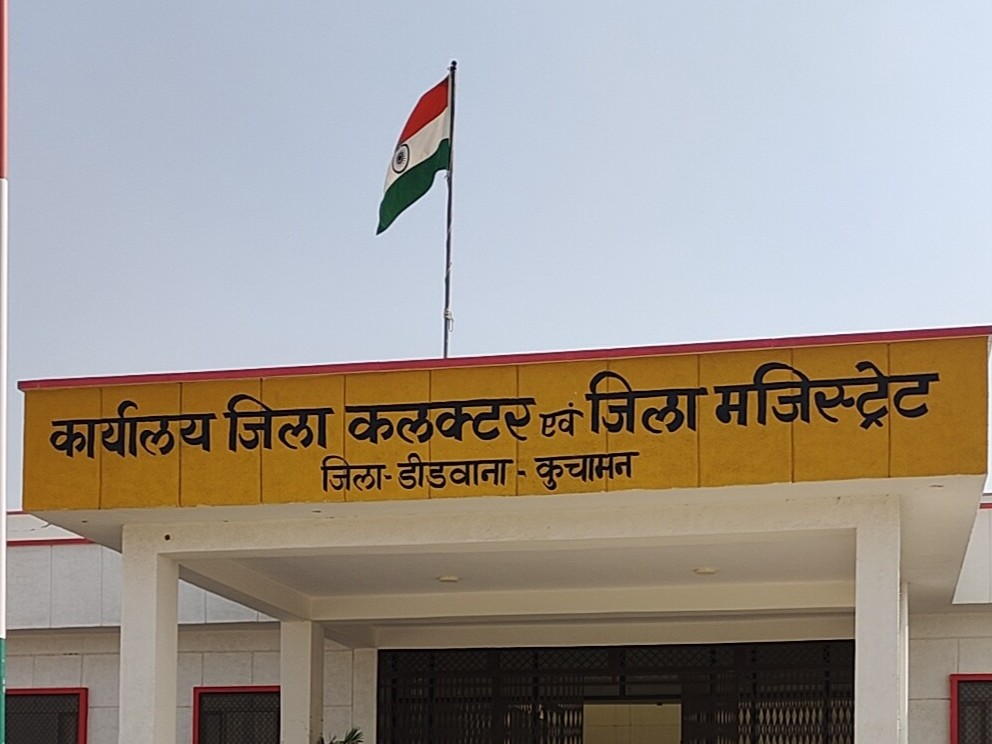 कार्यालय जिला कलक्टर एवं जिला मजिस्ट्रेट
जिला-डीडवाना - कुचामन